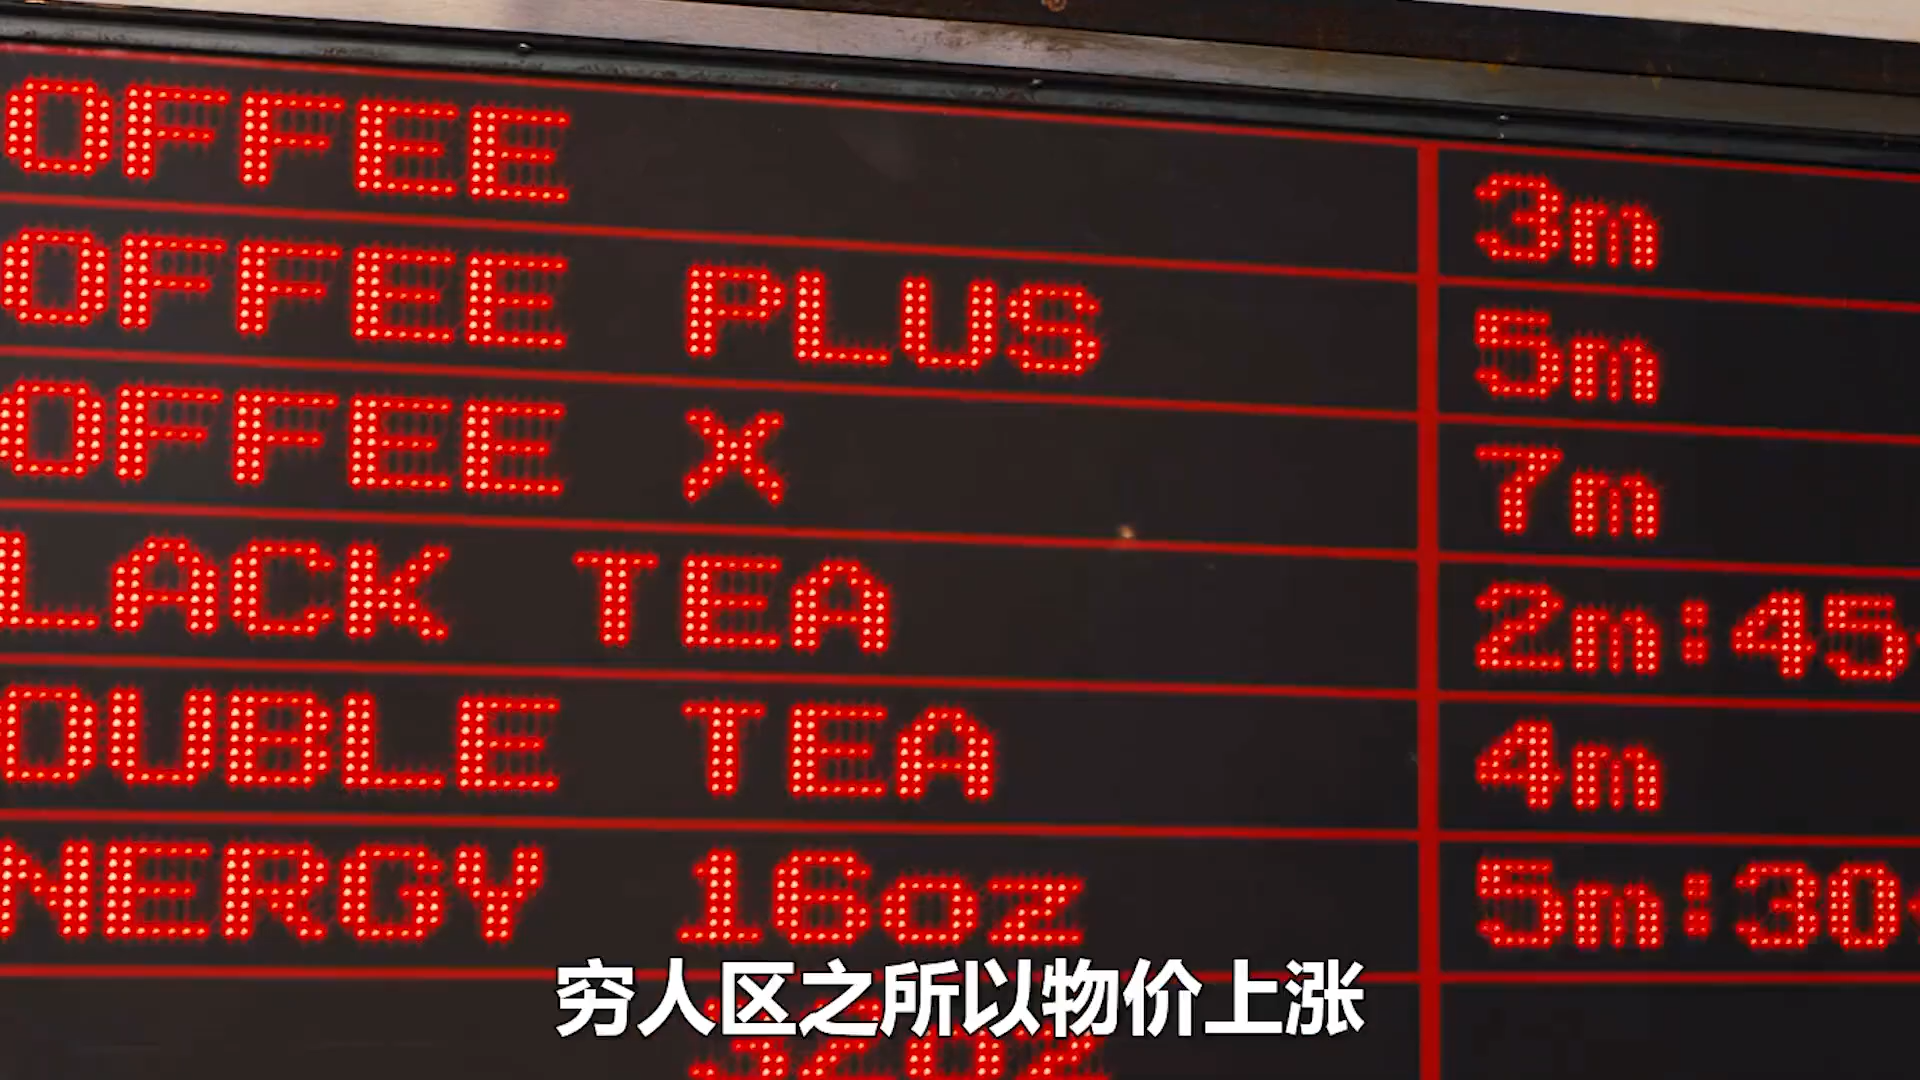 OFFEE 3m
OFFEE PLUS 5m
OFFEE X 7m
LACK TEA 2m:45
OUBLE TEA 4m
NERGY 16oz 5m:30
32oz
穷人区之所以物价上涨